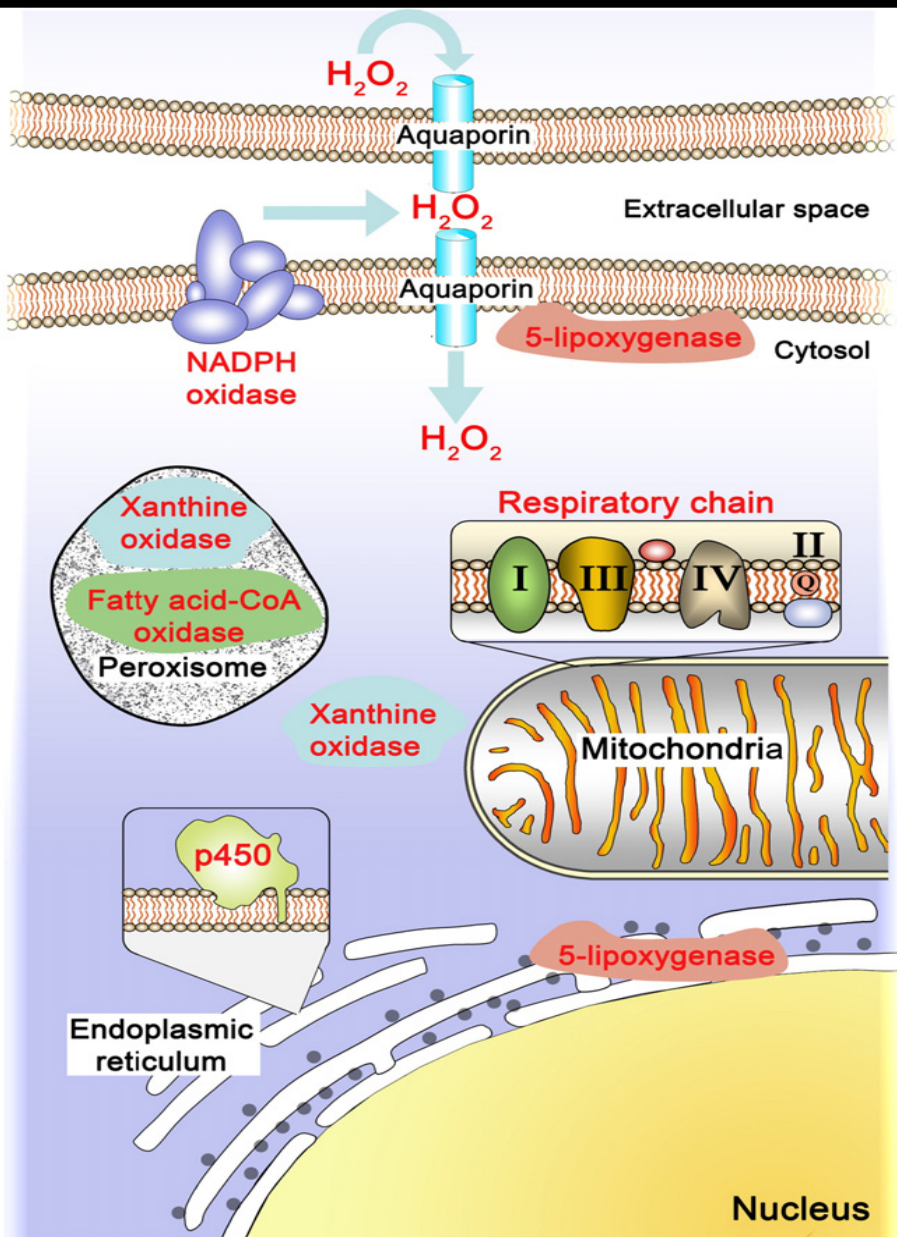 H₂O₂
Aquaporin
H₂O₂
Extracellular space
Aquaporin
5-lipoxygenase
Cytosol
NADPH
oxidase
H₂O₂
Xanthine
oxidase
Fatty acid-CoA
oxidase
Peroxisome
Respiratory chain
I
III
IV
II
Q
Xanthine
oxidase
Mitochondria
p450
5-lipoxygenase
Endoplasmic
reticulum
Nucleus